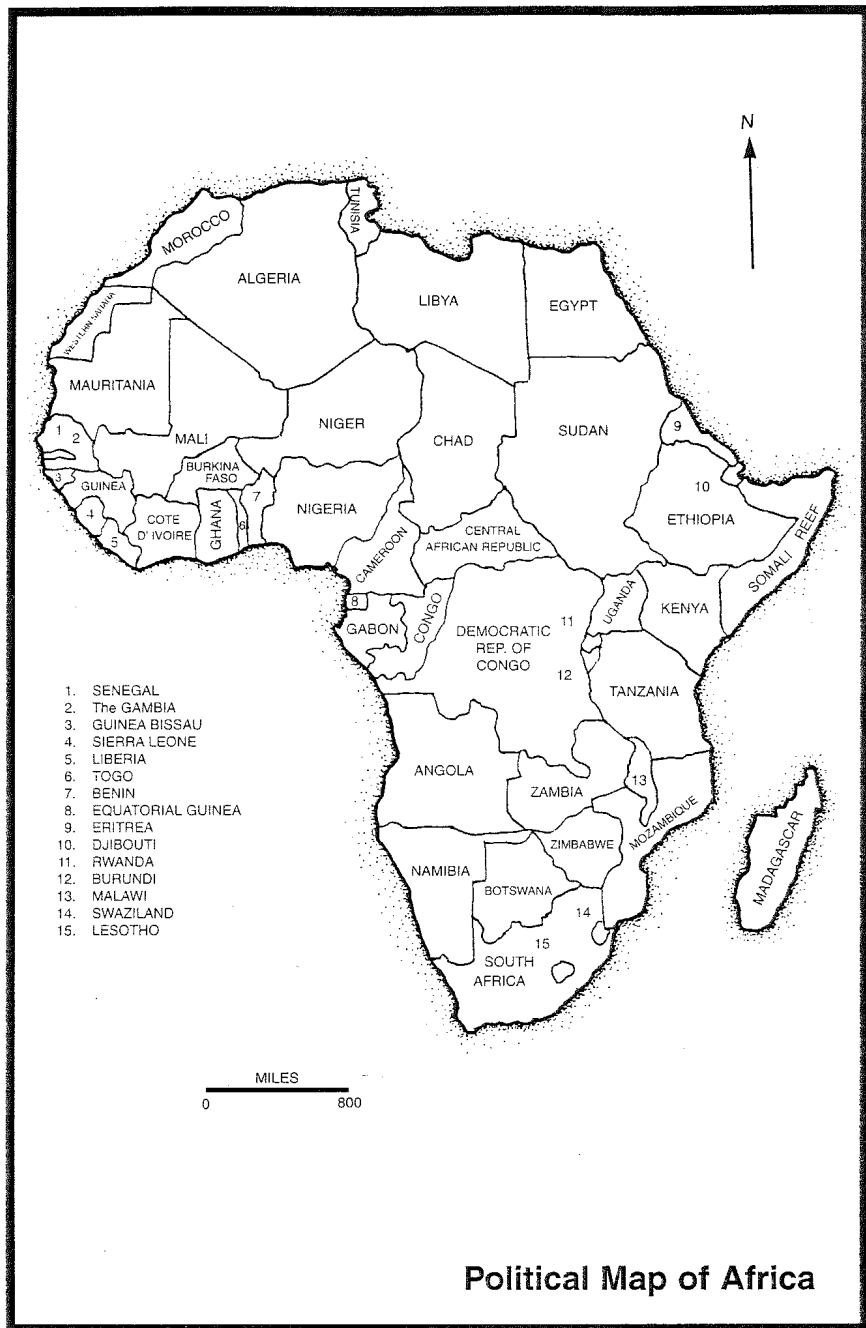 N
TUNISIA
MOROCCO
ALGERIA
LIBYA
EGYPT
WESTERN SAHARA
MAURITANIA
MALI
NIGER
CHAD
SUDAN
9
1
2
BURKINA
FASO
3
GUINEA
7
NIGERIA
10
ETHIOPIA
4
COTE
D' IVOIRE
GHANA
6
5
CAMEROON
CENTRAL
AFRICAN REPUBLIC
SOMALI REEF
8
GABON
CONGO
DEMOCRATIC
REP. OF
CONGO
11
UGANDA
KENYA
12
TANZANIA
1. SENEGAL
2. The GAMBIA
3. GUINEA BISSAU
4. SIERRA LEONE
5. LIBERIA
6. TOGO
7. BENIN
8. EQUATORIAL GUINEA
9. ERITREA
10. DJIBOUTI
11. RWANDA
12. BURUNDI
13. MALAWI
14. SWAZILAND
15. LESOTHO
ANGOLA
ZAMBIA
13
MOZAMBIQUE
ZIMBABWE
NAMIBIA
BOTSWANA
MADAGASCAR
14
15
SOUTH
AFRICA
MILES
0 800
Political Map of Africa